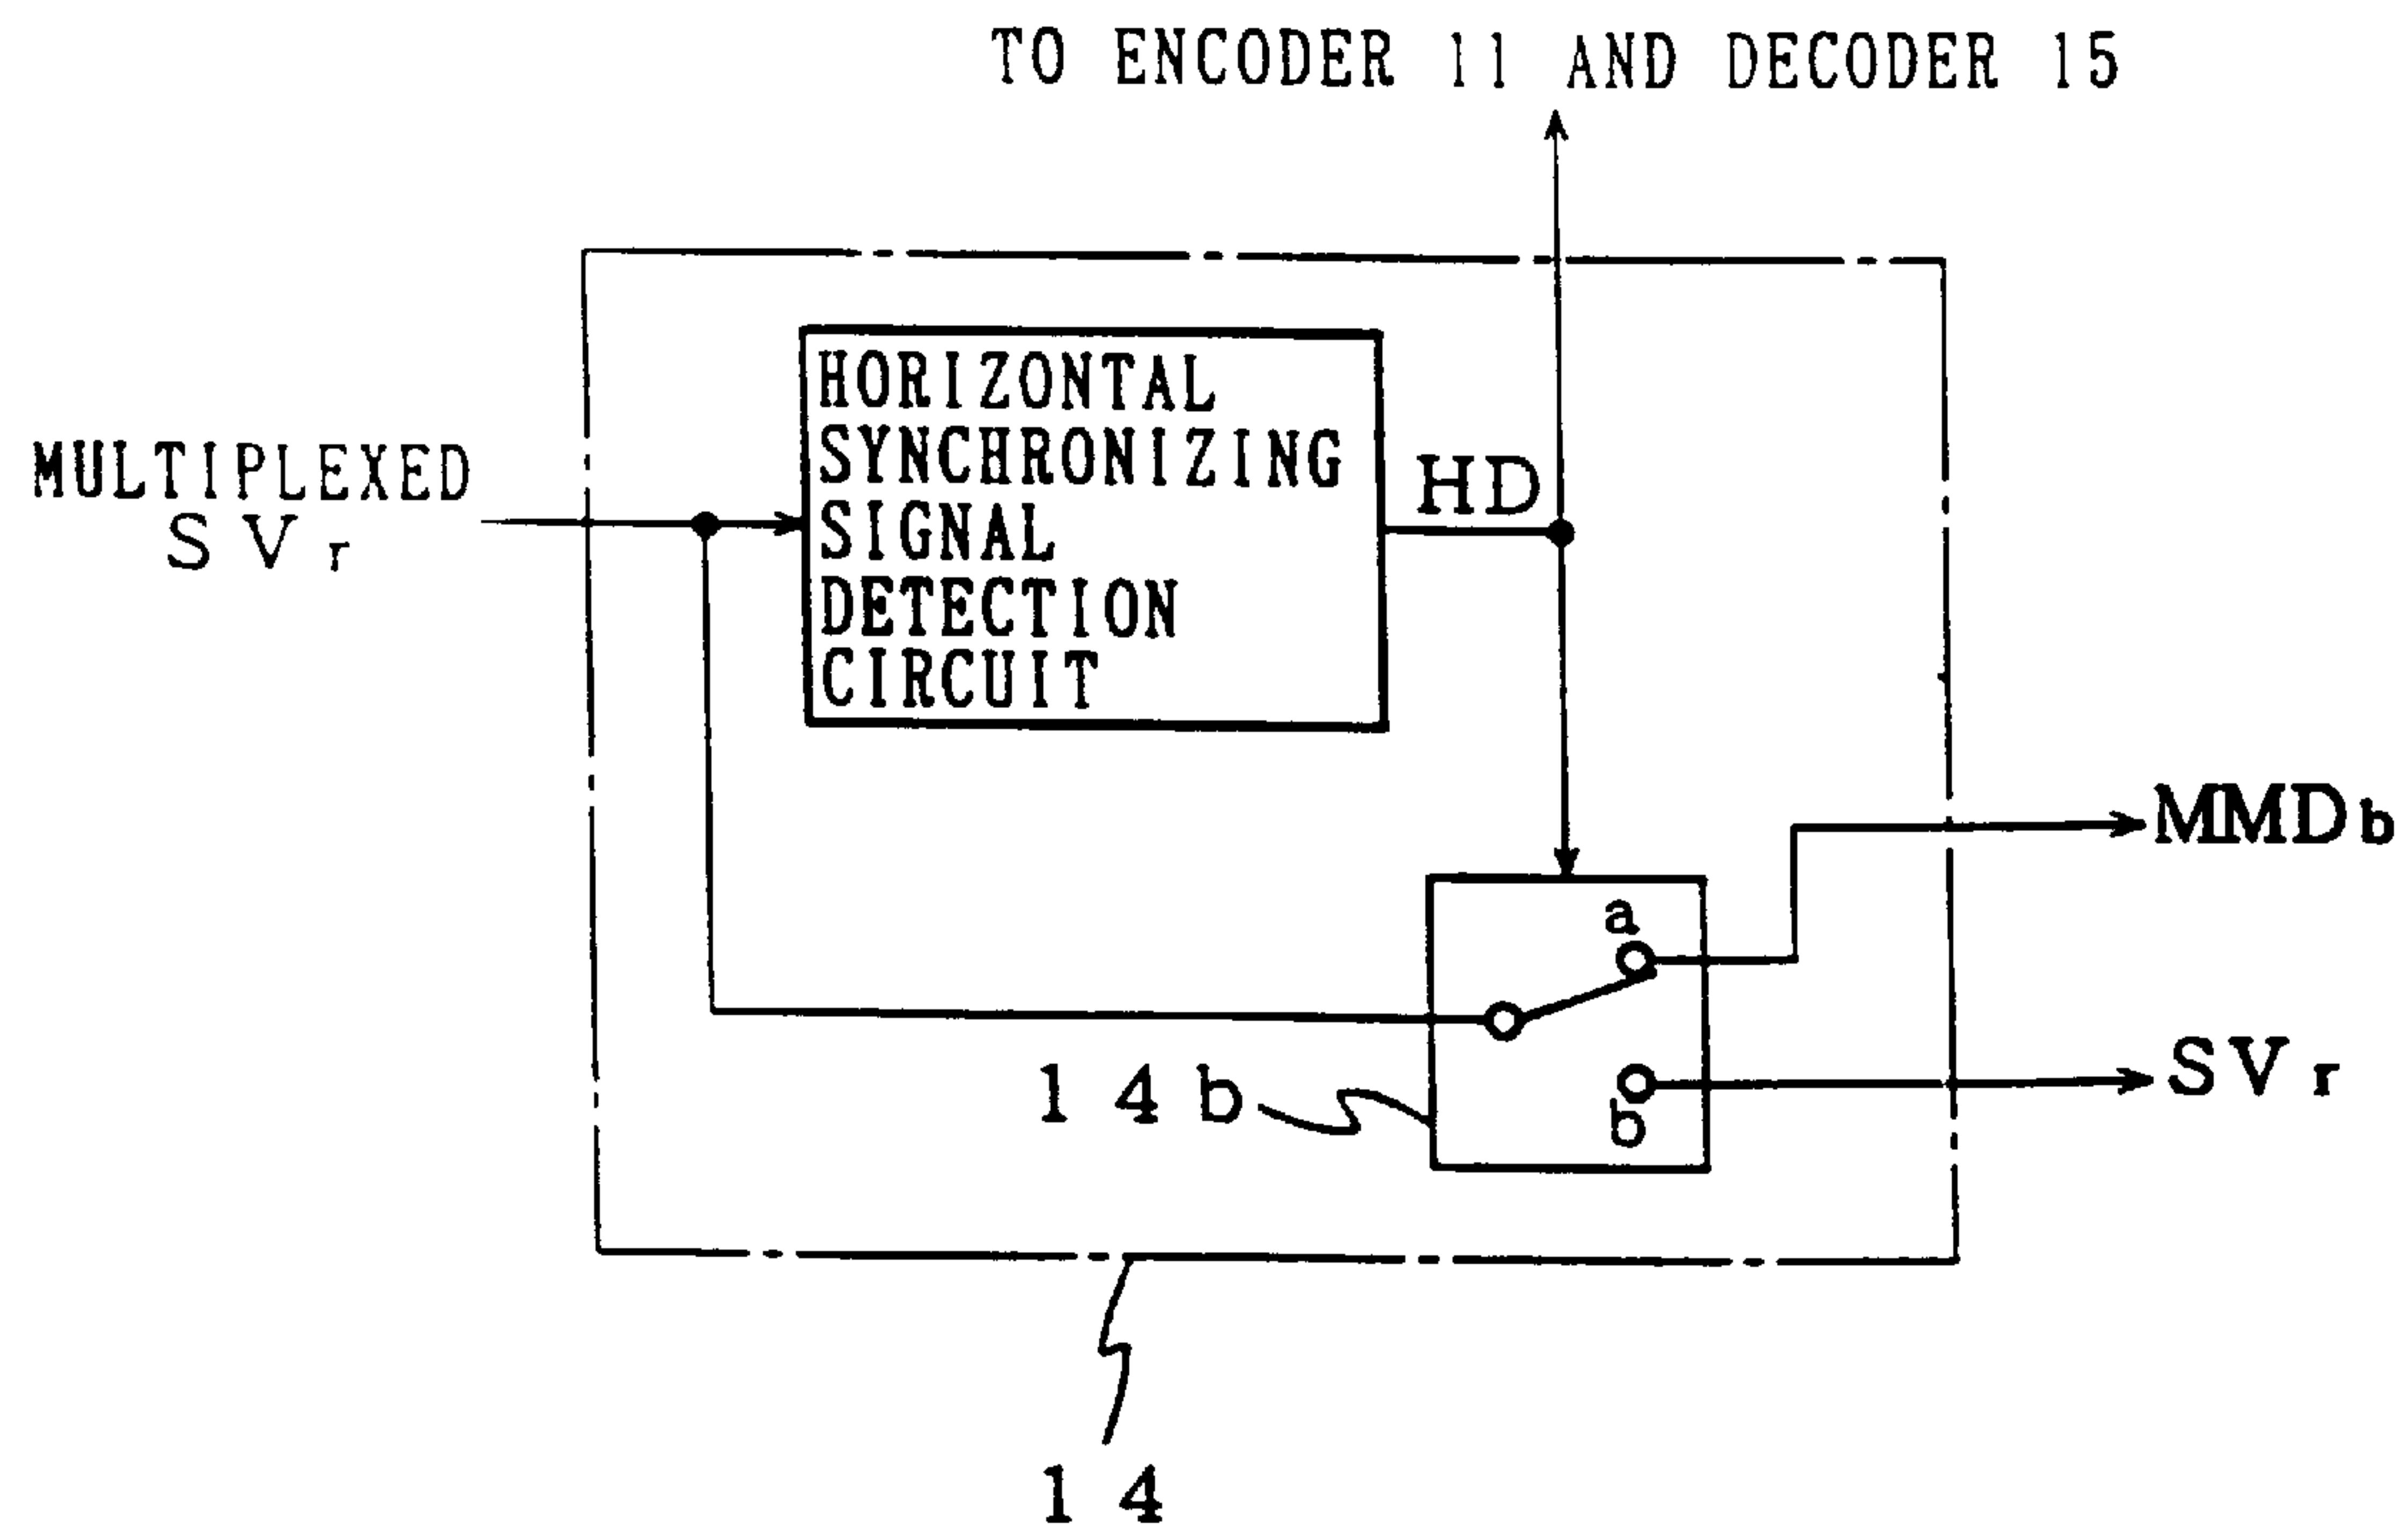 TO ENCODER 11 AND DECODER 15
HORIZONTAL
SYNCHRONIZING
SIGNAL
DETECTION
CIRCUIT
MULTIPLEXED
SVr
HD
MMDb
a
SVr
14b
b
14